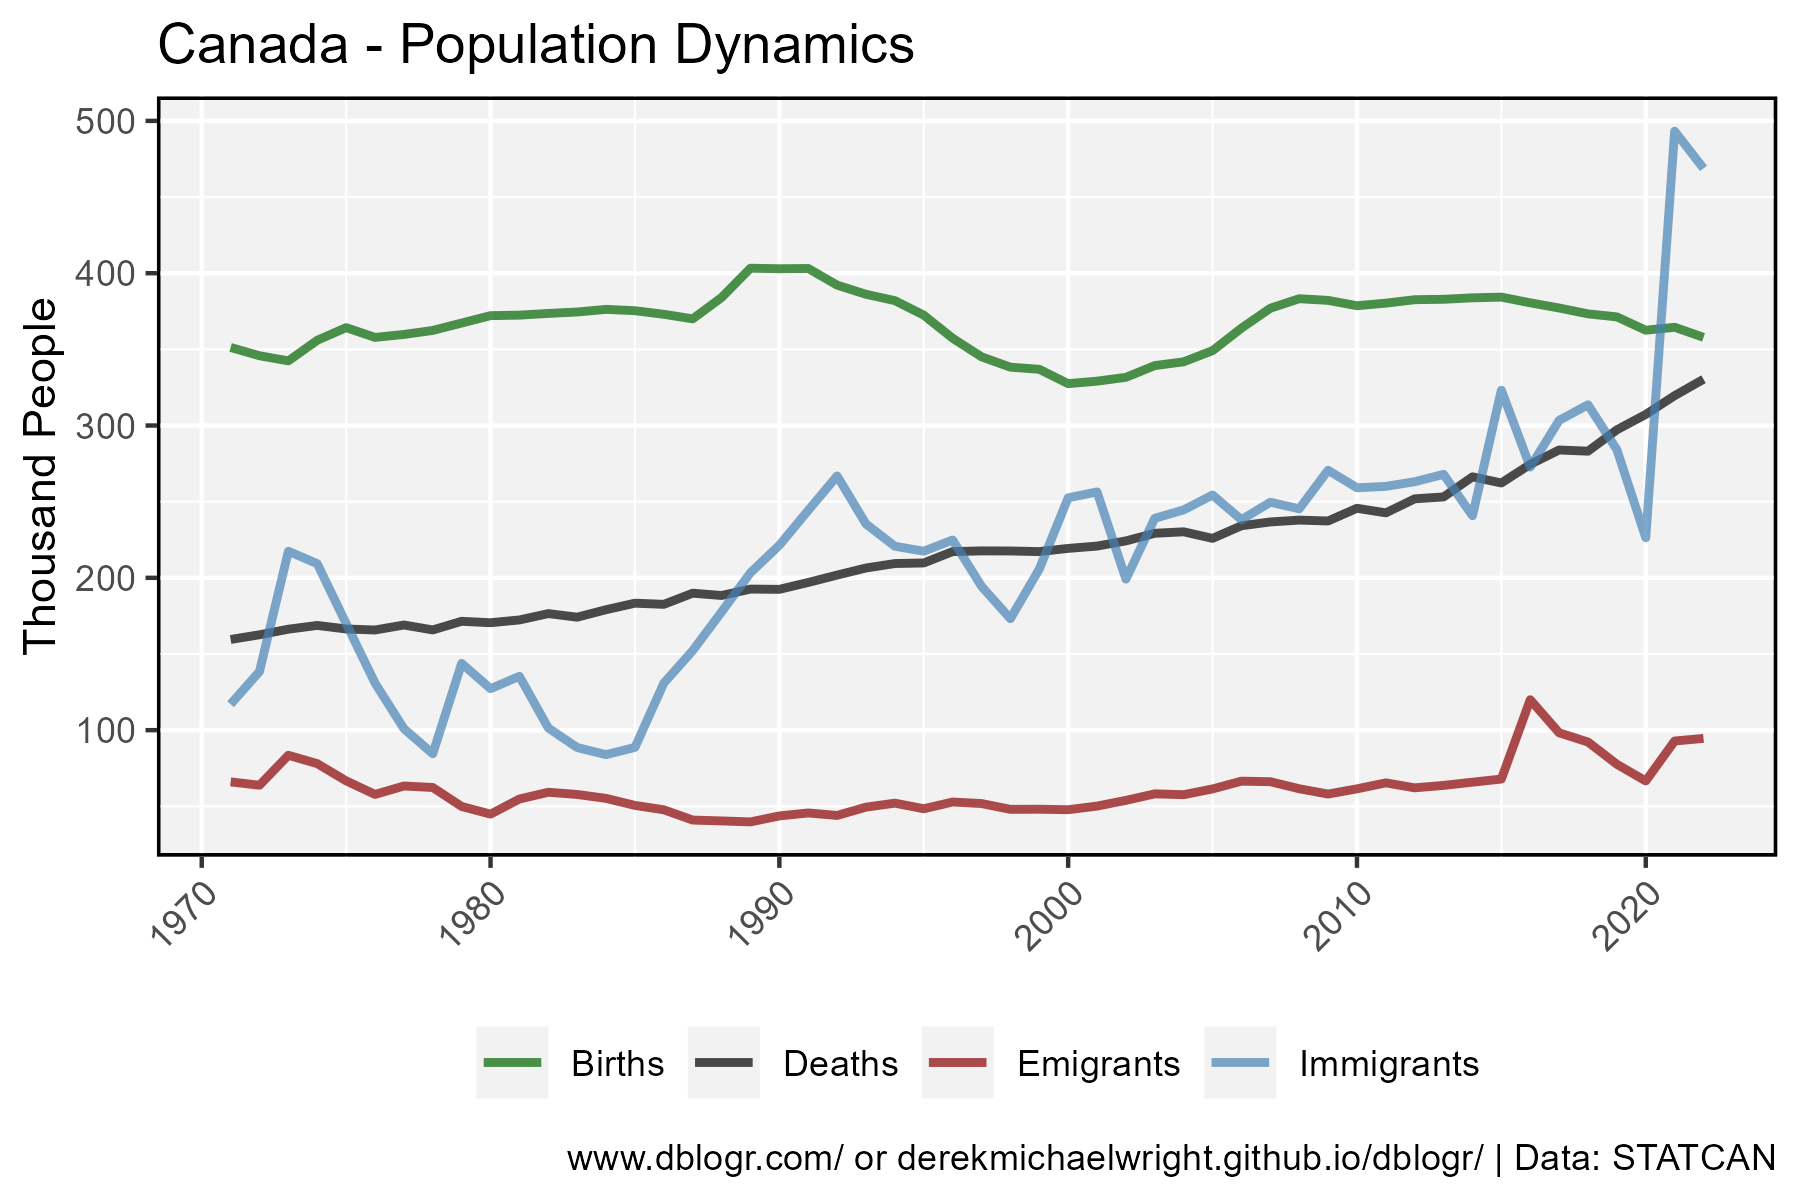 Canada - Population Dynamics
Thousand People
500
400
300
200
100
1970
1980
1990
2000
2010
2020
Births
Deaths
Emigrants
Immigrants
www.dblogr.com/ or derekmichaelwright.github.io/dblogr/ | Data: STATCAN